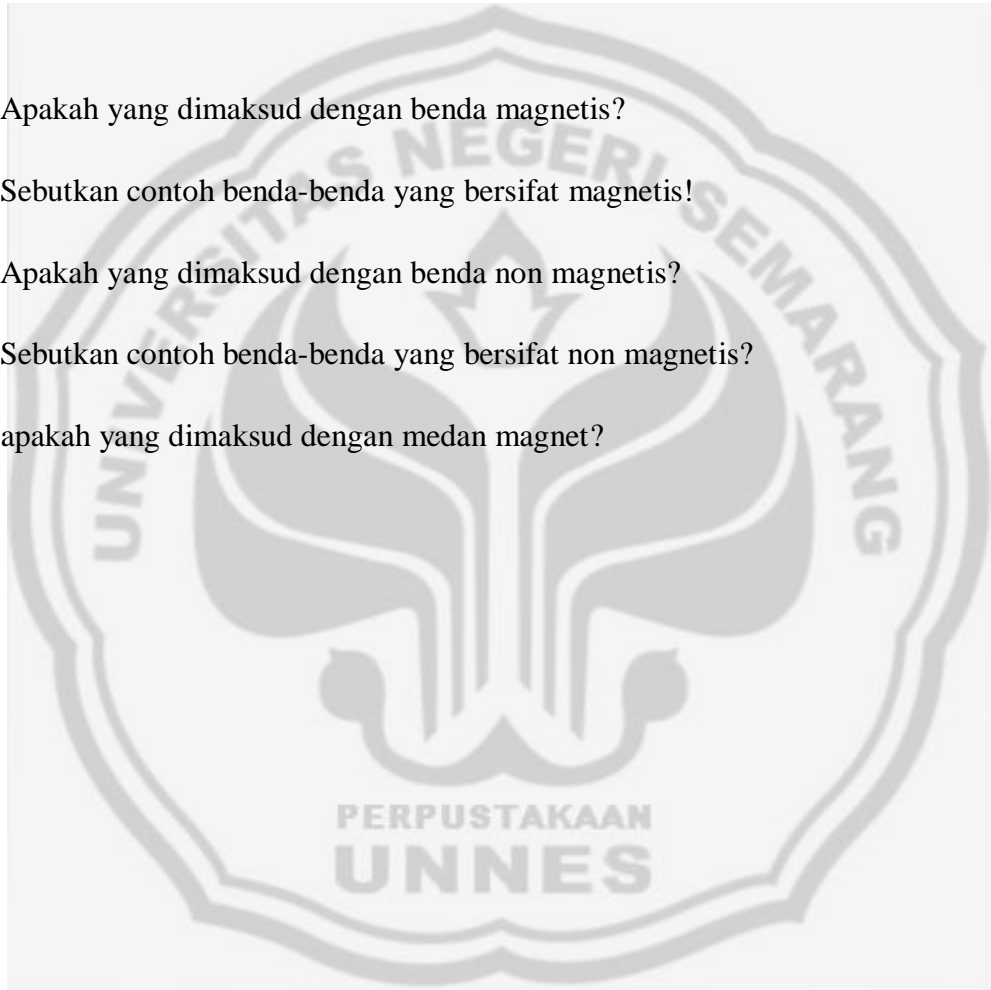 Apakah yang dimaksud dengan benda magnetis?
Sebutkan contoh benda-benda yang bersifat magnetis!
Apakah yang dimaksud dengan benda non magnetis?
Sebutkan contoh benda-benda yang bersifat non magnetis?
apakah yang dimaksud dengan medan magnet?
UNIVERSITAS NEGERI SEMARANG
PERPUSTAKAAN
UNNES